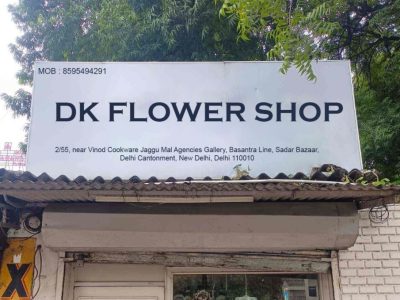 MOB : 8595494291
DK FLOWER SHOP
2/55, near Vinod Cookware Jaggu Mal Agencies Gallery, Basantra Line, Sadar Bazaar,
Delhi Cantonment, New Delhi, Delhi 110010
X